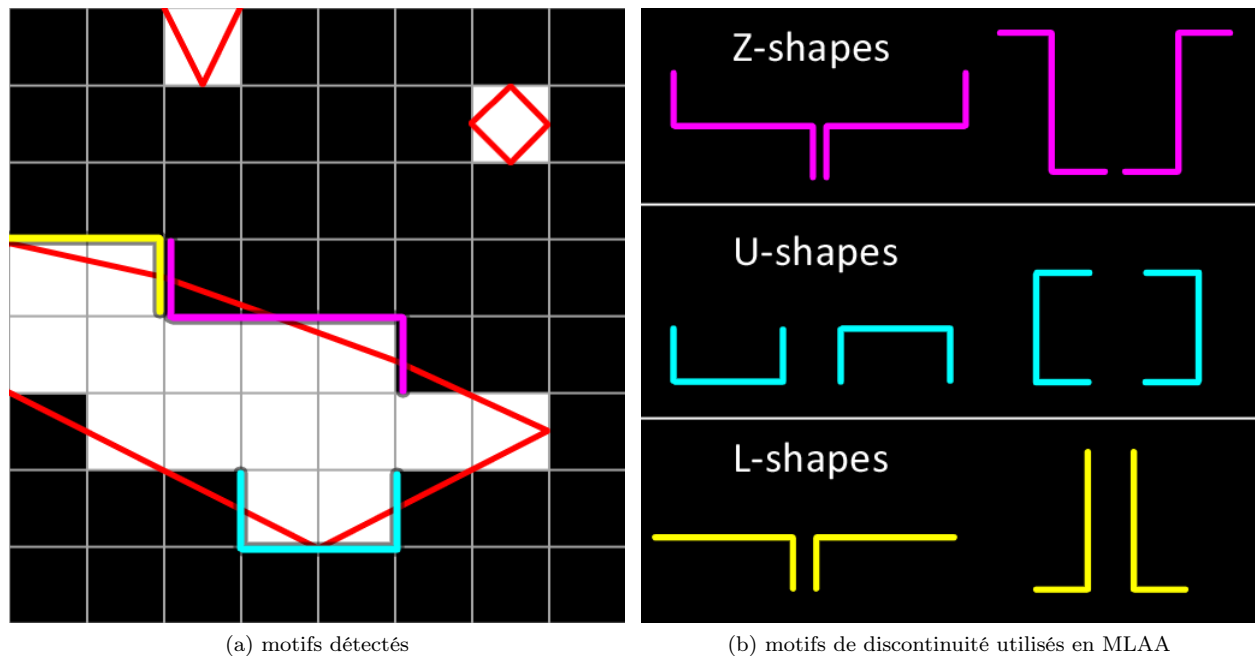 Z-shapes
U-shapes
L-shapes
(a) motifs détectés
(b) motifs de discontinuité utilisés en MLAA